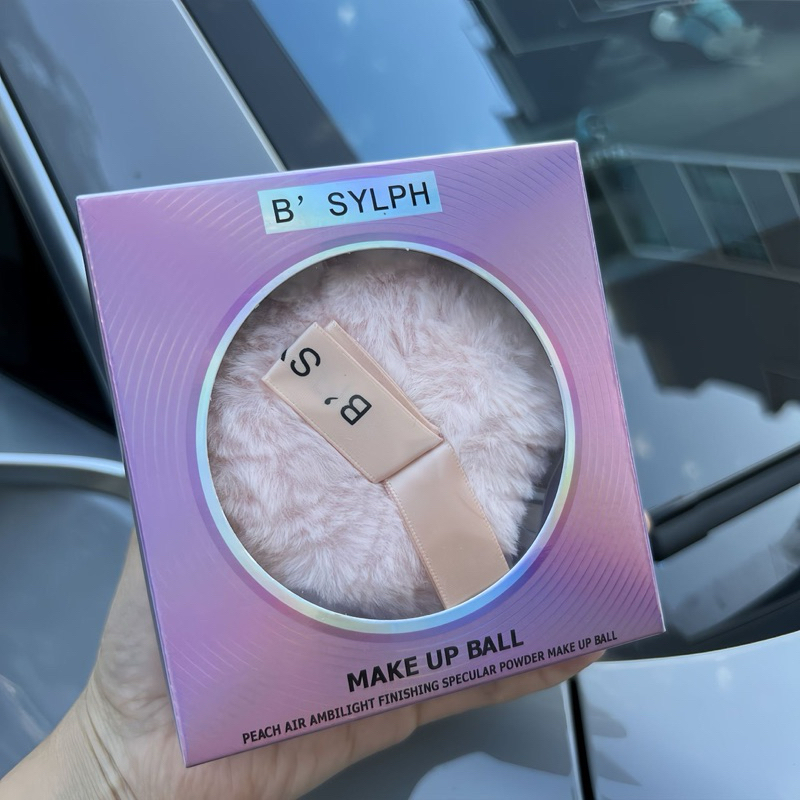 B’ SYLPH
B’ S
MAKE UP BALL
PEACH AIR AMBILIGHT FINISHING SPECULAR POWDER MAKE UP BALL